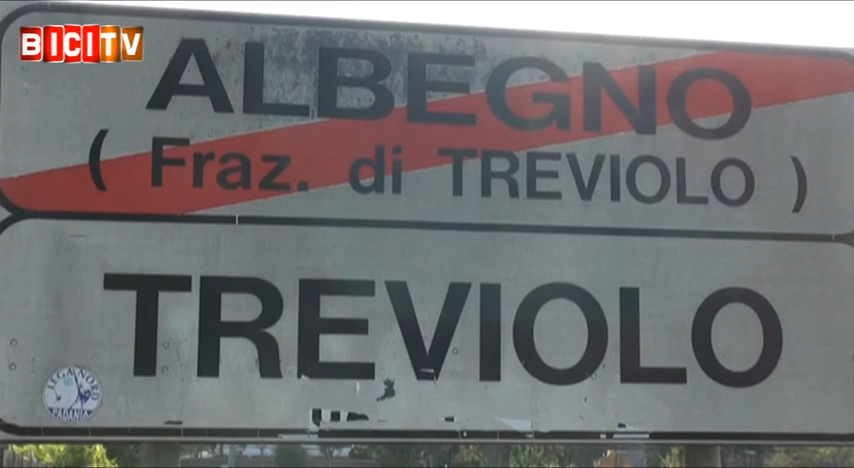 BICITV
ALBEGNO
( Fraz. di TREVIOLO )
TREVIOLO
LEGA NORD
PADANIA